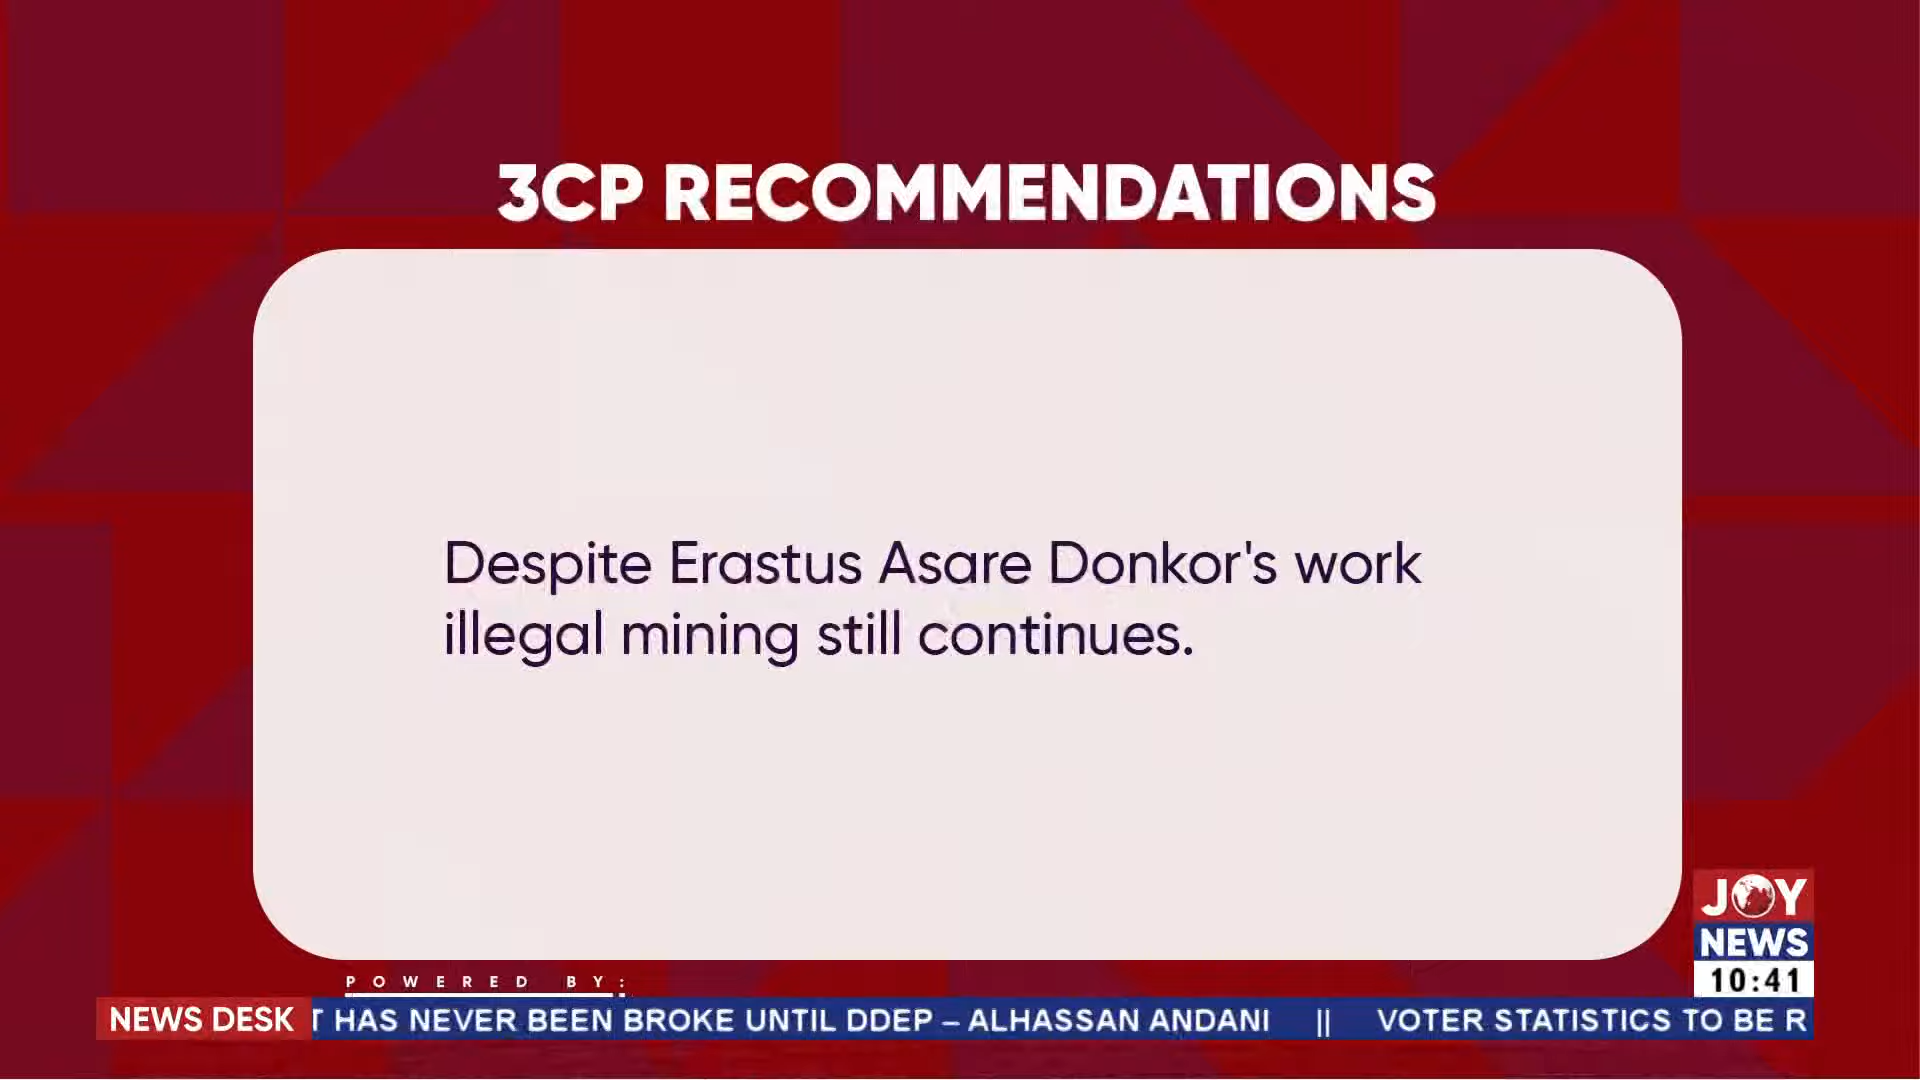 3CP RECOMMENDATIONS
Despite Erastus Asare Donkor's work
illegal mining still continues.
JOY
NEWS
10:41
POWERED BY:
NEWS DESK
T HAS NEVER BEEN BROKE UNTIL DDEP – ALHASSAN ANDANI || VOTER STATISTICS TO BE R